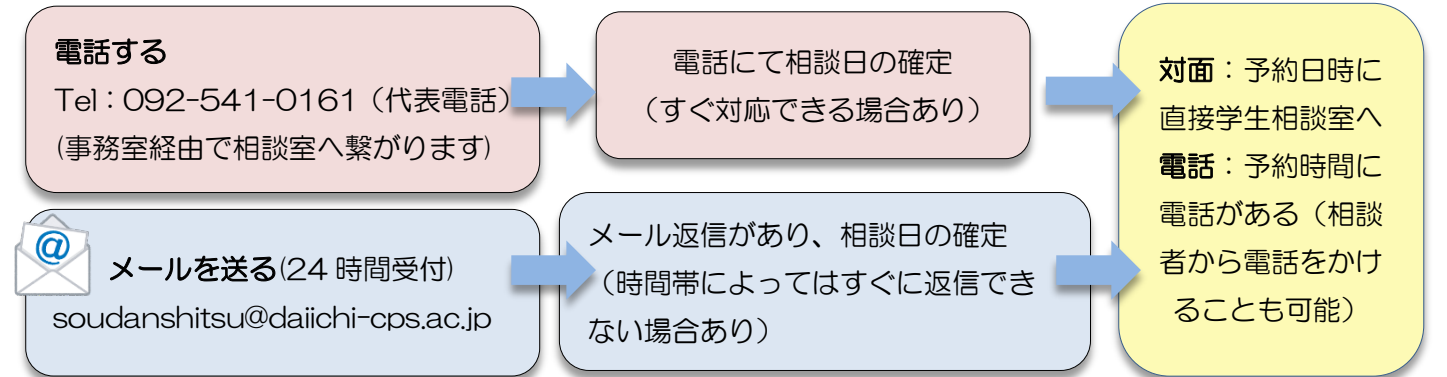 電話する
Tel：092-541-0161（代表電話）
(事務室経由で相談室へ繋がります)
電話にて相談日の確定
（すぐ対応できる場合あり）
メールを送る(24時間受付)
soudanshitsu@daiichi-cps.ac.jp
メール返信があり、相談日の確定
（時間帯によってはすぐに返信でき
ない場合あり）
対面：予約日時に
直接学生相談室へ
電話：予約時間に
電話がある（相談
者から電話をかけ
ることも可能）